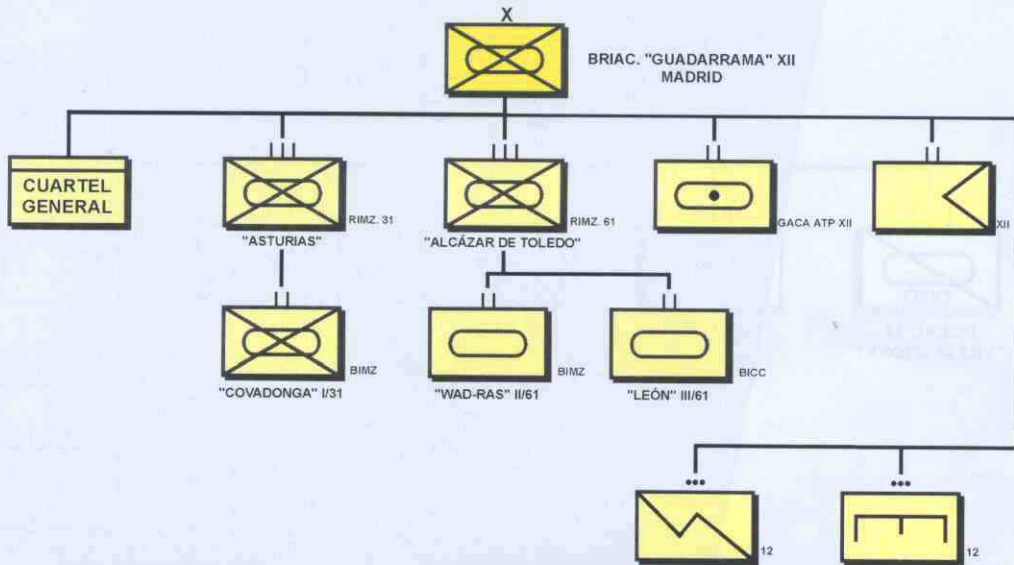 X
BRIAC. "GUADARRAMA" XII
MADRID
CUARTEL
GENERAL
RIMZ. 31
"ASTURIAS"
RIMZ. 61
"ALCÁZAR DE TOLEDO"
GACA ATP XII
XII
BIMZ
"COVADONGA" I/31
BIMZ
"WAD-RAS" II/61
BICC
"LEÓN" III/61
12
12